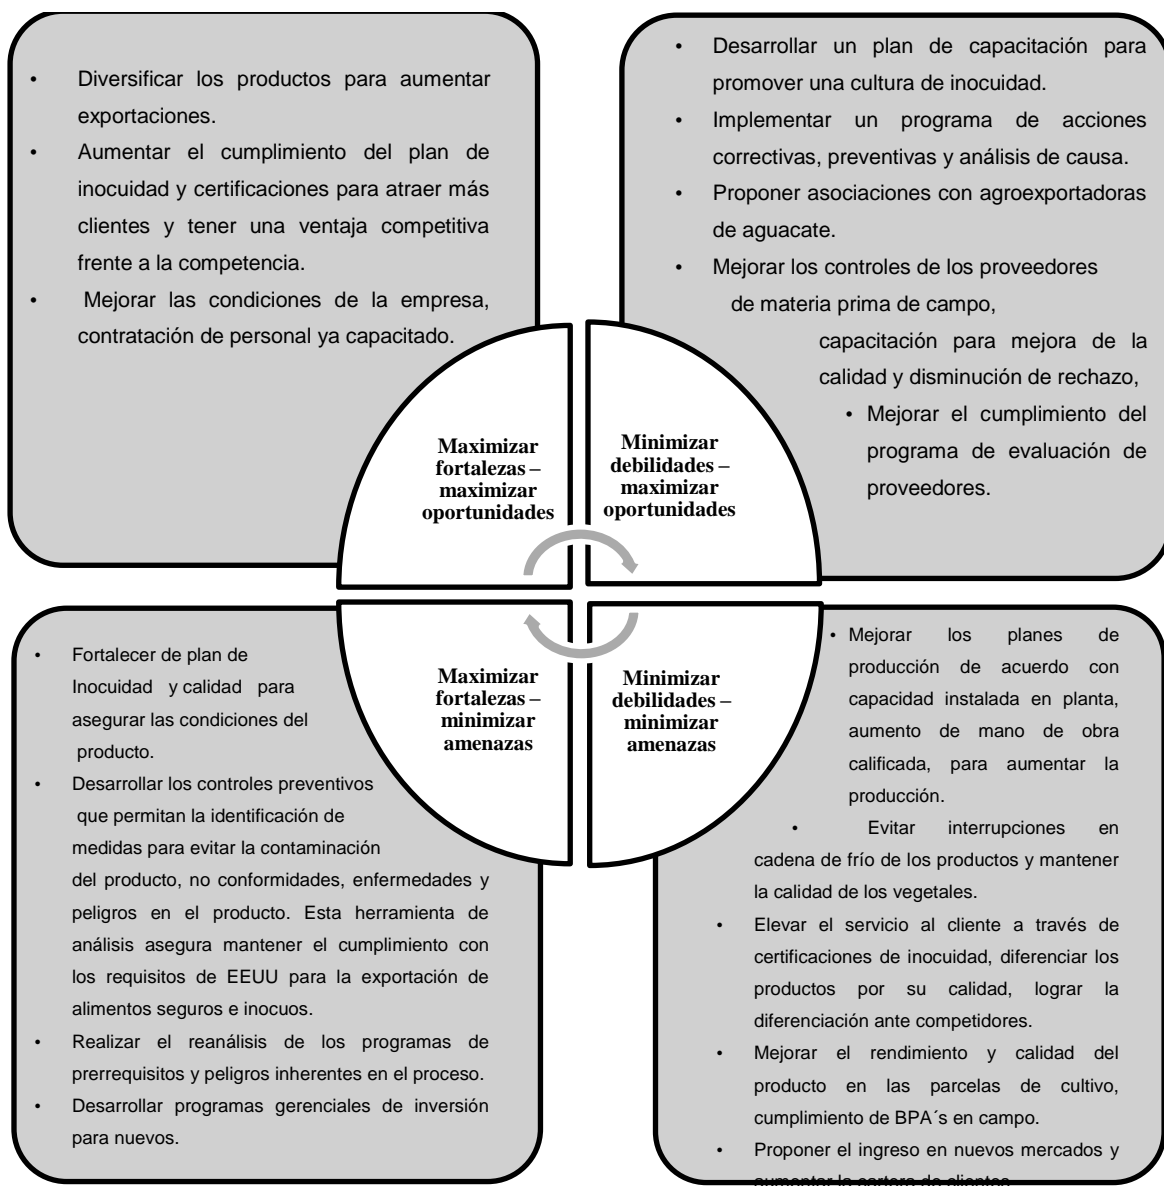 • Diversificar los productos para aumentar
exportaciones.
• Aumentar el cumplimiento del plan de
inocuidad y certificaciones para atraer más
clientes y tener una ventaja competitiva
frente a la competencia.
• Mejorar las condiciones de la empresa,
contratación de personal ya capacitado.
• Desarrollar un plan de capacitación para
promover una cultura de inocuidad.
• Implementar un programa de acciones
correctivas, preventivas y análisis de causa.
• Proponer asociaciones con agroexportadoras
de aguacate.
• Mejorar los controles de los proveedores
de materia prima de campo,
capacitación para mejora de la
calidad y disminución de rechazo,
• Mejorar el cumplimiento del
programa de evaluación de
proveedores.
Maximizar
fortalezas –
maximizar
oportunidades
Minimizar
debilidades –
maximizar
oportunidades
Maximizar
fortalezas –
minimizar
amenazas
Minimizar
debilidades –
minimizar
amenazas
• Fortalecer de plan de
Inocuidad y calidad para
asegurar las condiciones del
producto.
• Desarrollar los controles preventivos
que permitan la identificación de
medidas para evitar la contaminación
del producto, no conformidades, enfermedades y
peligros en el producto. Esta herramienta de
análisis asegura mantener el cumplimiento con
los requisitos de EEUU para la exportación de
alimentos seguros e inocuos.
• Realizar el reanálisis de los programas de
prerrequisitos y peligros inherentes en el proceso.
• Desarrollar programas gerenciales de inversión
para nuevos.
• Mejorar los planes de
producción de acuerdo con
capacidad instalada en planta,
aumento de mano de obra
calificada, para aumentar la
producción.
• Evitar interrupciones en
cadena de frío de los productos y mantener
la calidad de los vegetales.
• Elevar el servicio al cliente a través de
certificaciones de inocuidad, diferenciar los
productos por su calidad, lograr la
diferenciación ante competidores.
• Mejorar el rendimiento y calidad del
producto en las parcelas de cultivo,
cumplimiento de BPA´s en campo.
• Proponer el ingreso en nuevos mercados y
aumentar la cartera de clientes